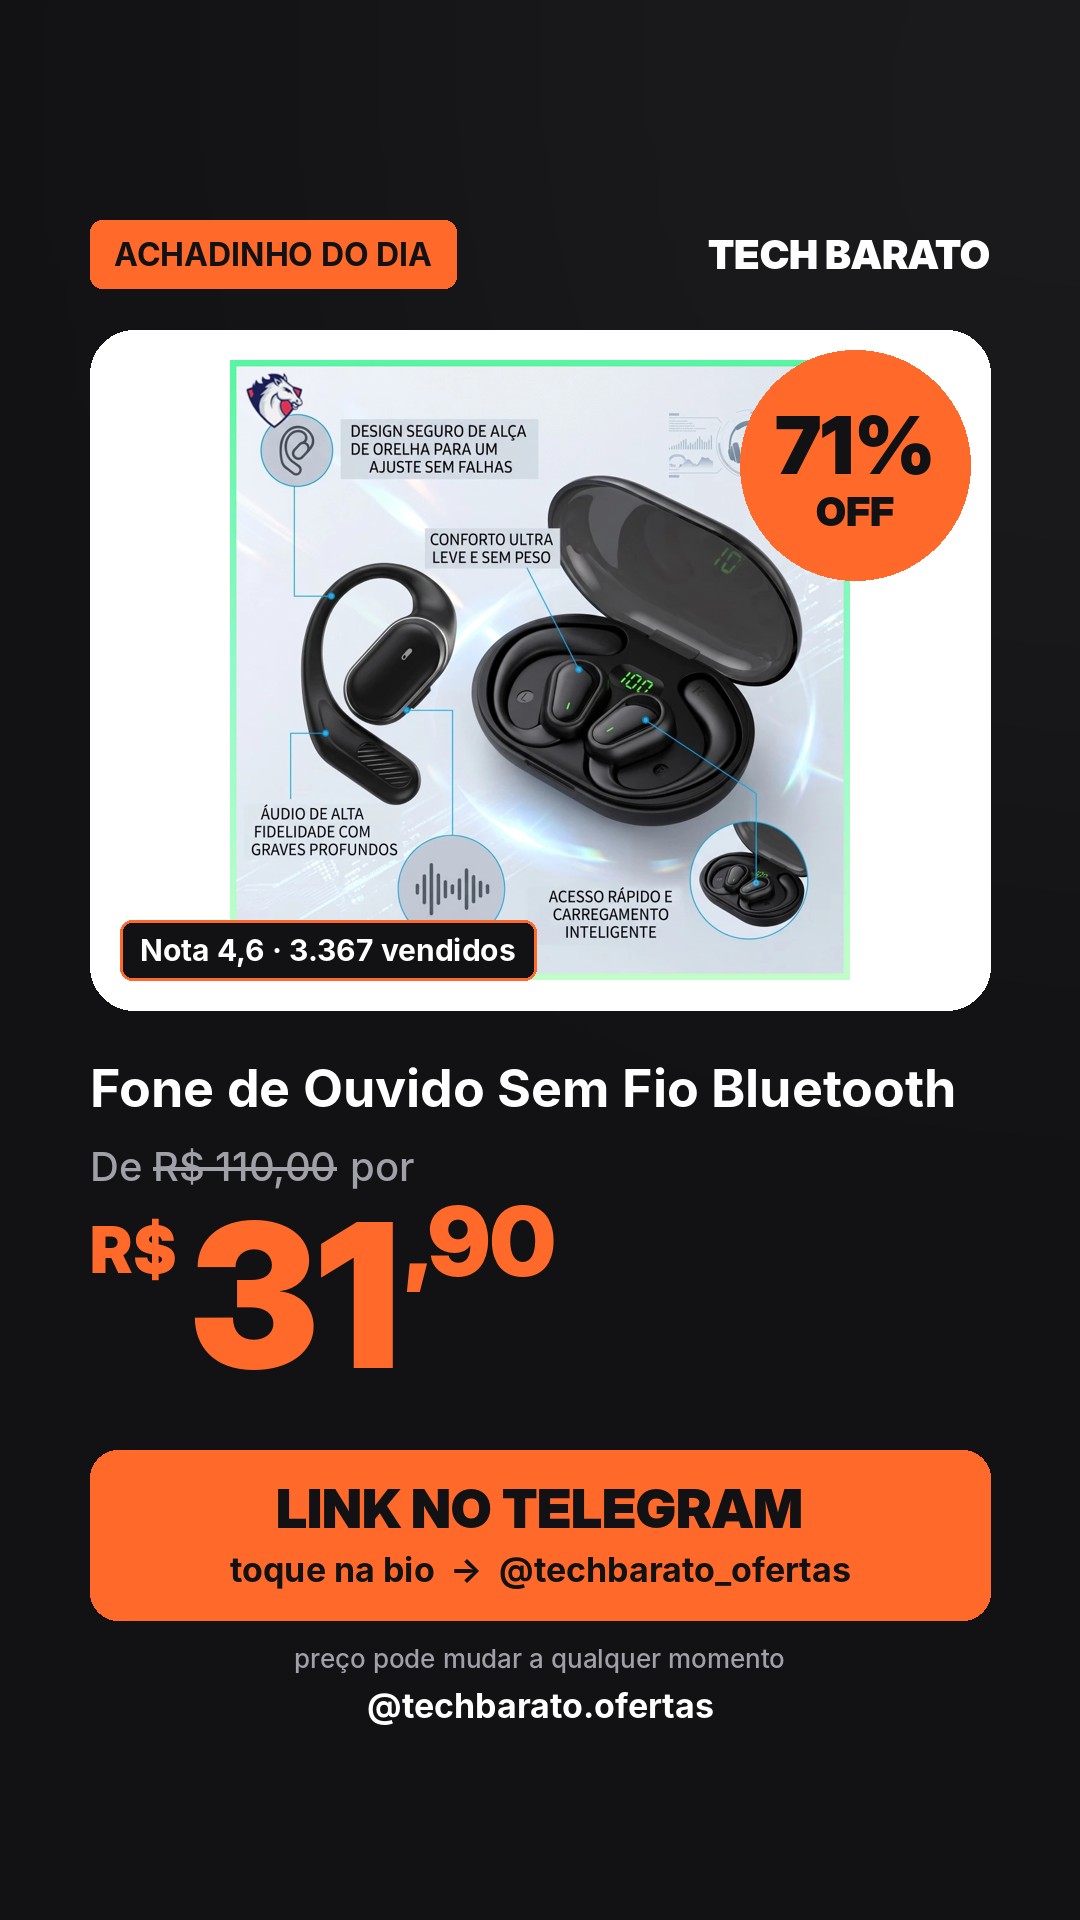 ACHADINHO DO DIA
TECH BARATO
71%
OFF
DESIGN SEGURO DE ALÇA
DE ORELHA PARA UM
AJUSTE SEM FALHAS
CONFORTO ULTRA
LEVE E SEM PESO
10
100
ÁUDIO DE ALTA
FIDELIDADE COM
GRAVES PROFUNDOS
ACESSO RÁPIDO E
CARREGAMENTO
INTELIGENTE
Nota 4,6 · 3.367 vendidos
Fone de Ouvido Sem Fio Bluetooth
De R$ 110,00 por
R$ 31,90
LINK NO TELEGRAM
toque na bio → @techbarato_ofertas
preço pode mudar a qualquer momento
@techbarato.ofertas